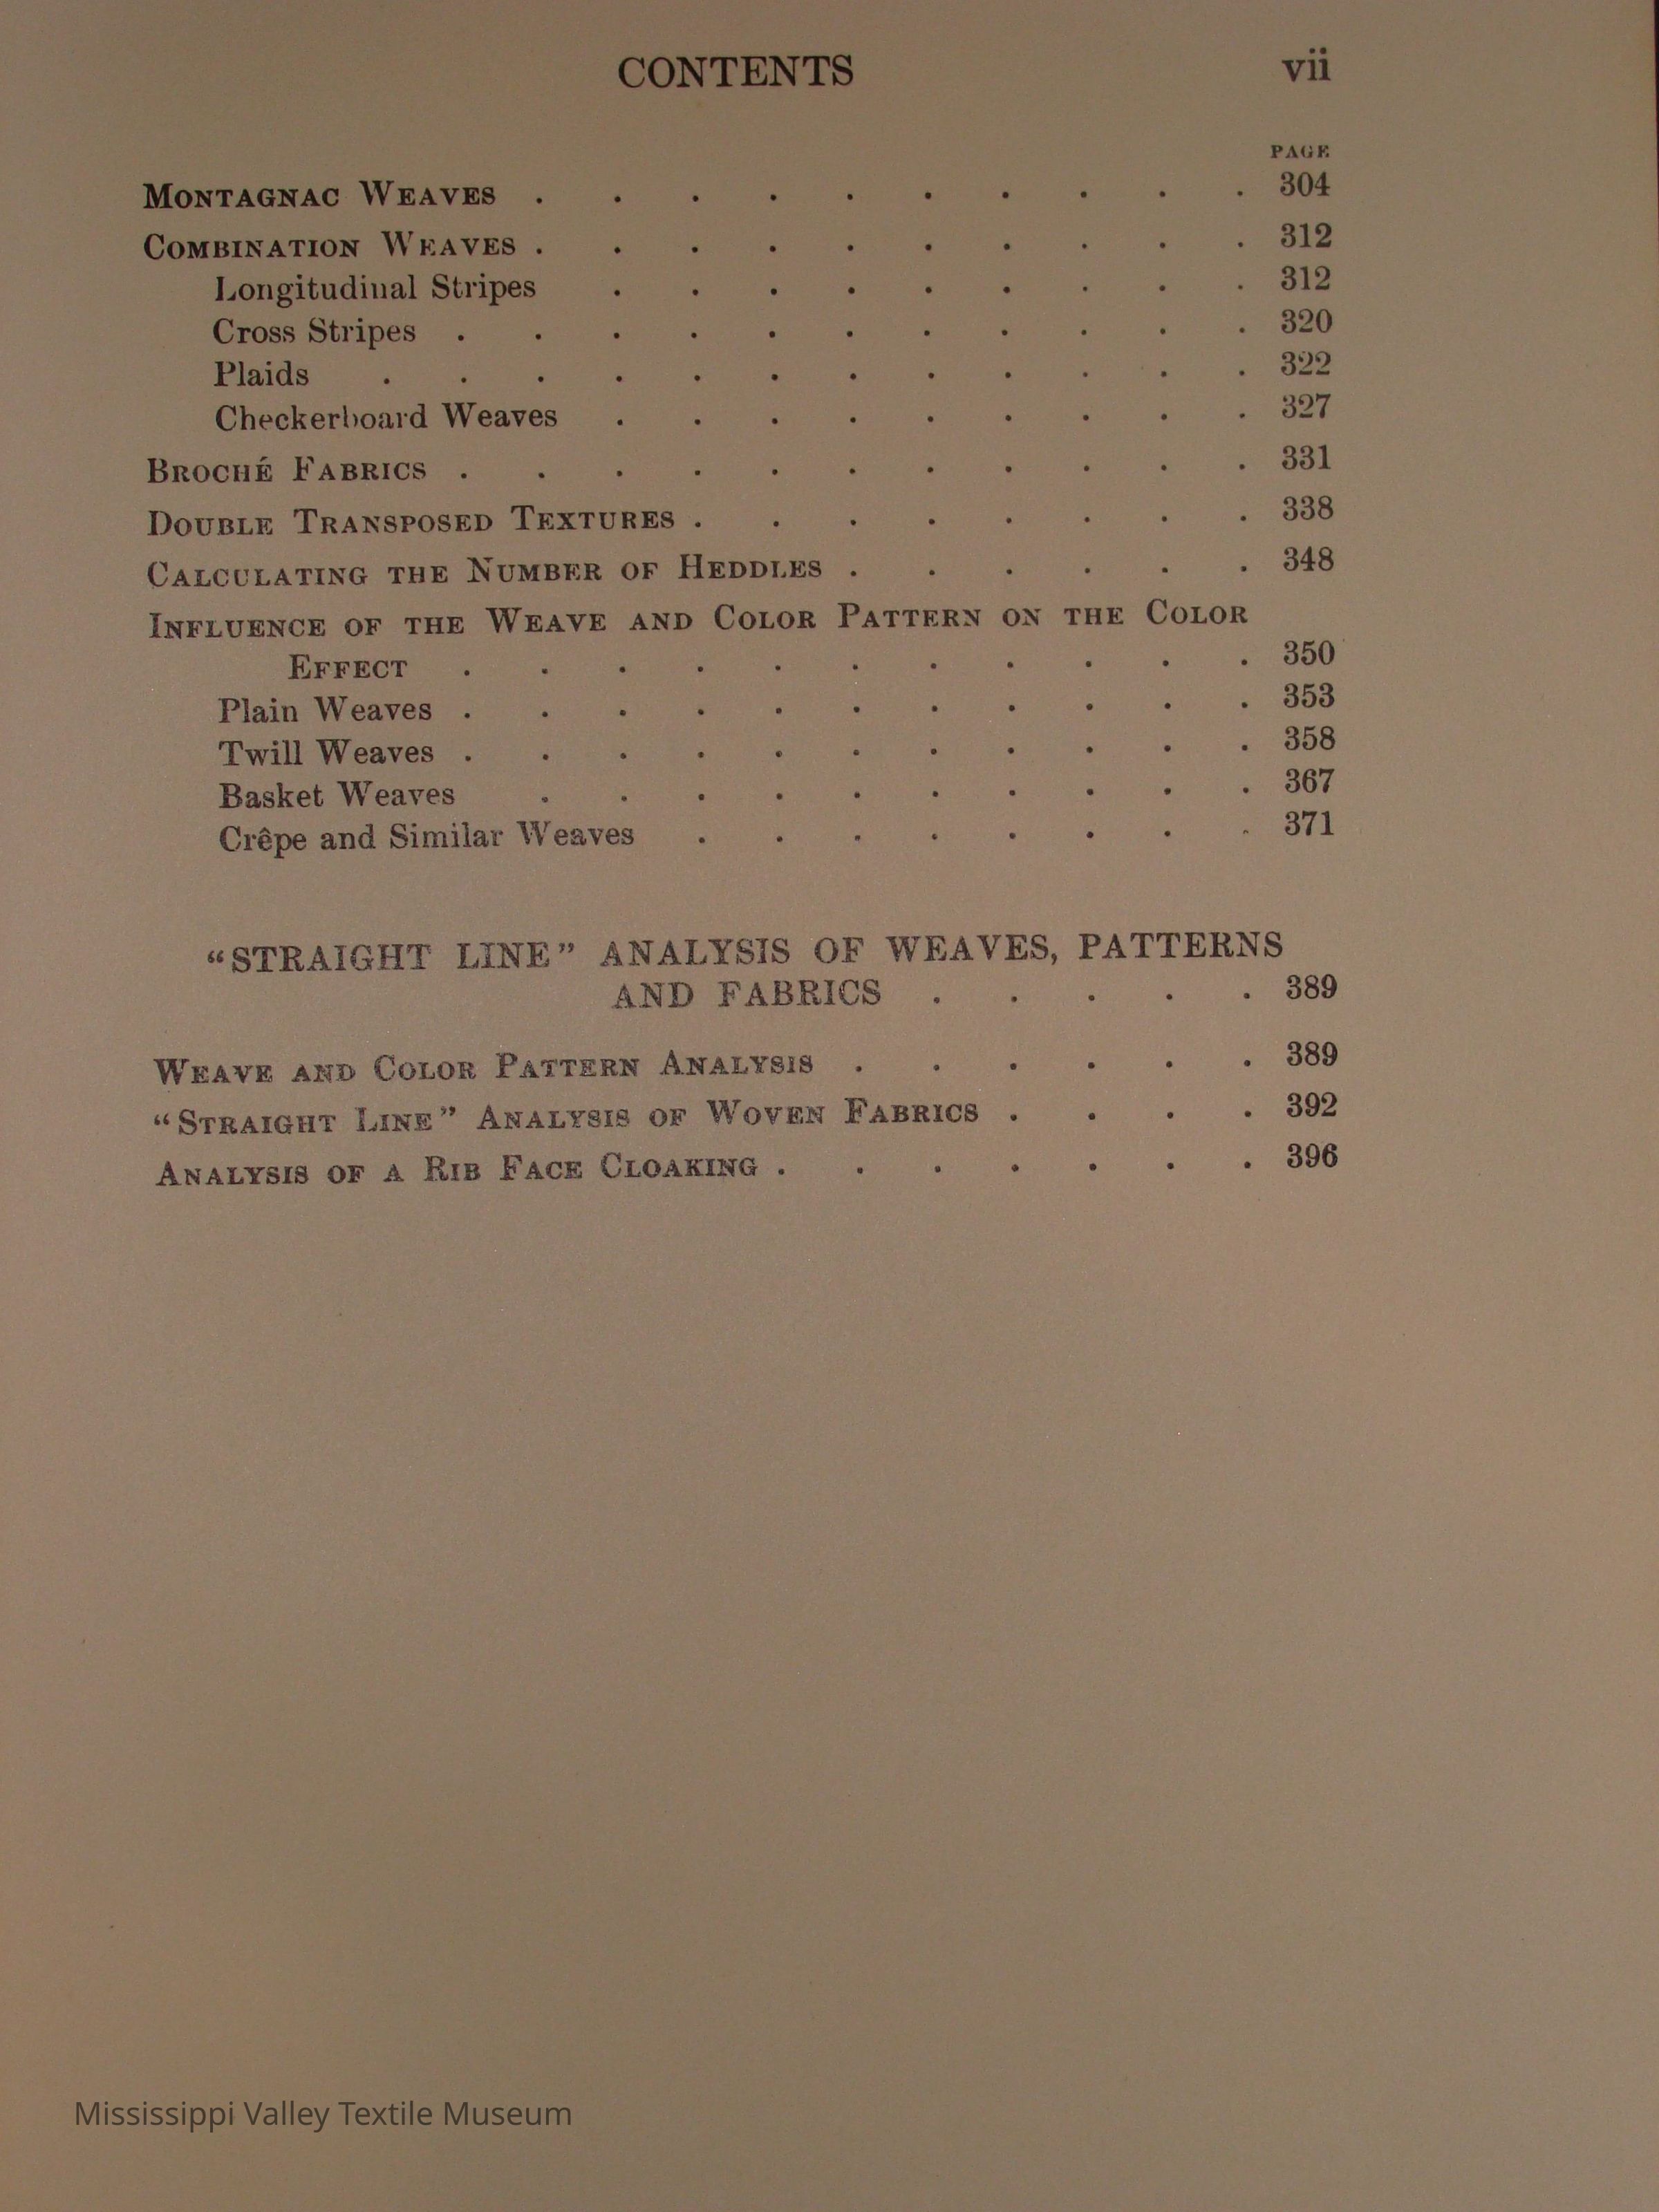 CONTENTS vii
PAGE
MONTAGNAC WEAVES . . . . . . . . . . 304
COMBINATION WEAVES . . . . . . . . . . 312
Longitudinal Stripes . . . . . . . . . 312
Cross Stripes . . . . . . . . . . . 320
Plaids . . . . . . . . . . . . 322
Checkerboard Weaves . . . . . . . . . 327
BROCHÉ FABRICS . . . . . . . . . . . 331
DOUBLE TRANSPOSED TEXTURES . . . . . . . . 338
CALCULATING THE NUMBER OF HEDDLES . . . . . . 348
INFLUENCE OF THE WEAVE AND COLOR PATTERN ON THE COLOR
EFFECT . . . . . . . . . . . 350
Plain Weaves . . . . . . . . . . . 353
Twill Weaves . . . . . . . . . . . 358
Basket Weaves . . . . . . . . . . 367
Crêpe and Similar Weaves . . . . . . . . 371
“STRAIGHT LINE” ANALYSIS OF WEAVES, PATTERNS
AND FABRICS . . . . . 389
WEAVE AND COLOR PATTERN ANALYSIS . . . . . . 389
“STRAIGHT LINE” ANALYSIS OF WOVEN FABRICS . . . . 392
ANALYSIS OF A RIB FACE CLOAKING . . . . . . . 396
Mississippi Valley Textile Museum